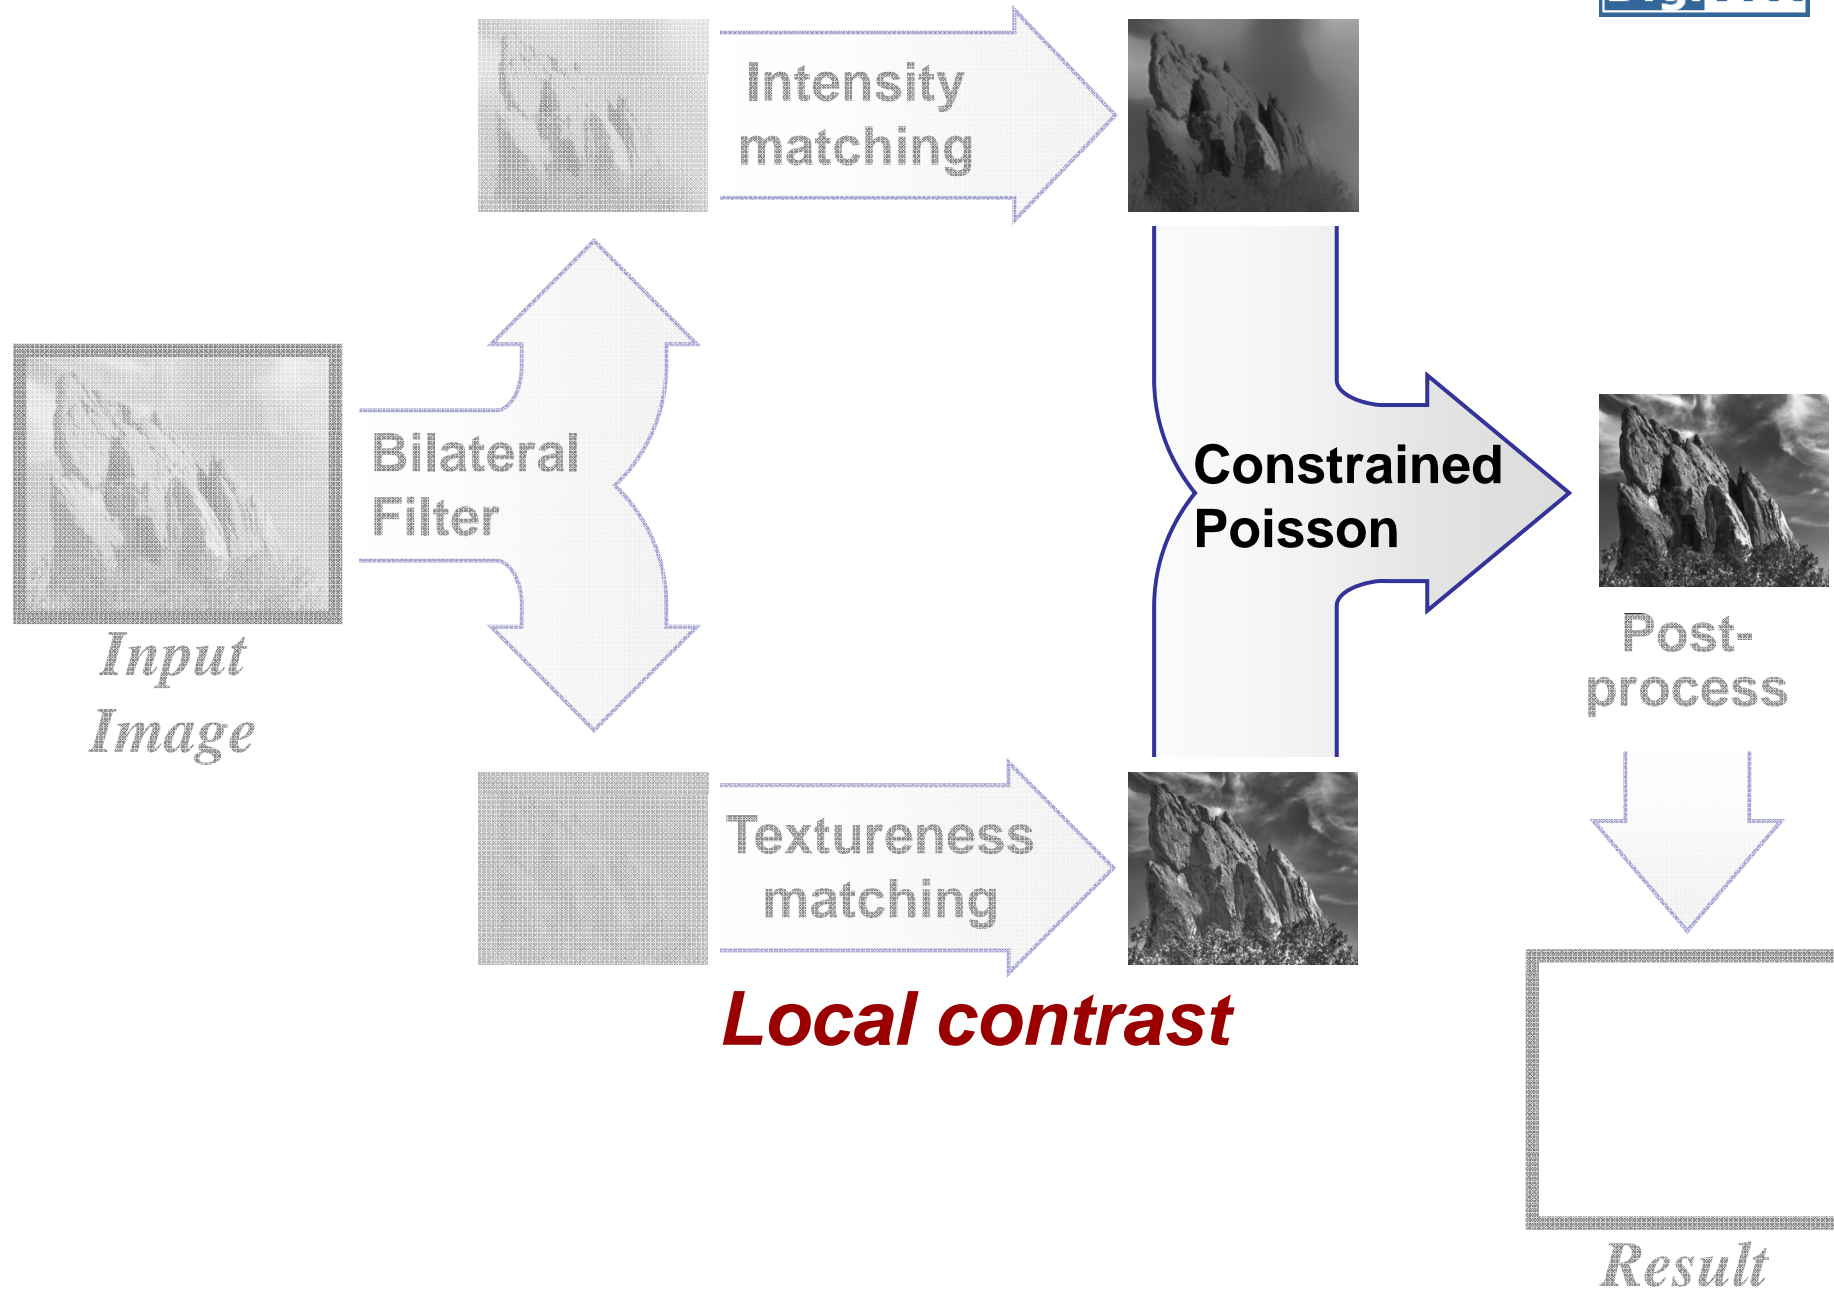 Intensity
matching
Bilateral
Filter
Constrained
Poisson
Input
Image
Post-
process
Textureness
matching
Local contrast
Result